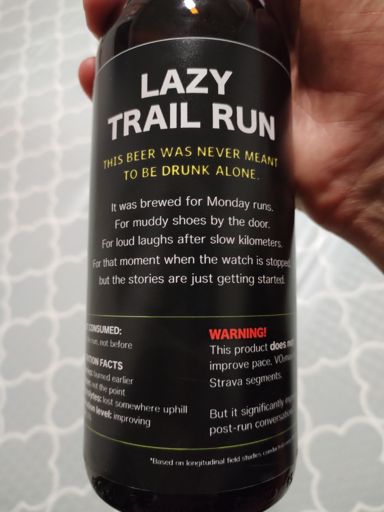 LAZY
TRAIL RUN
THIS BEER WAS NEVER MEANT
TO BE DRUNK ALONE.
It was brewed for Monday runs.
For muddy shoes by the door.
For loud laughs after slow kilometers.
For that moment when the watch is stopped
but the stories are just getting started.
CONSUMED:
run, not before
FACTS
burned earlier
not the point
lost somewhere uphill
level: improving
WARNING!
This product does
improve pace,
Strava segments.
But it significantly
post-run
*Based on longitudinal field studies